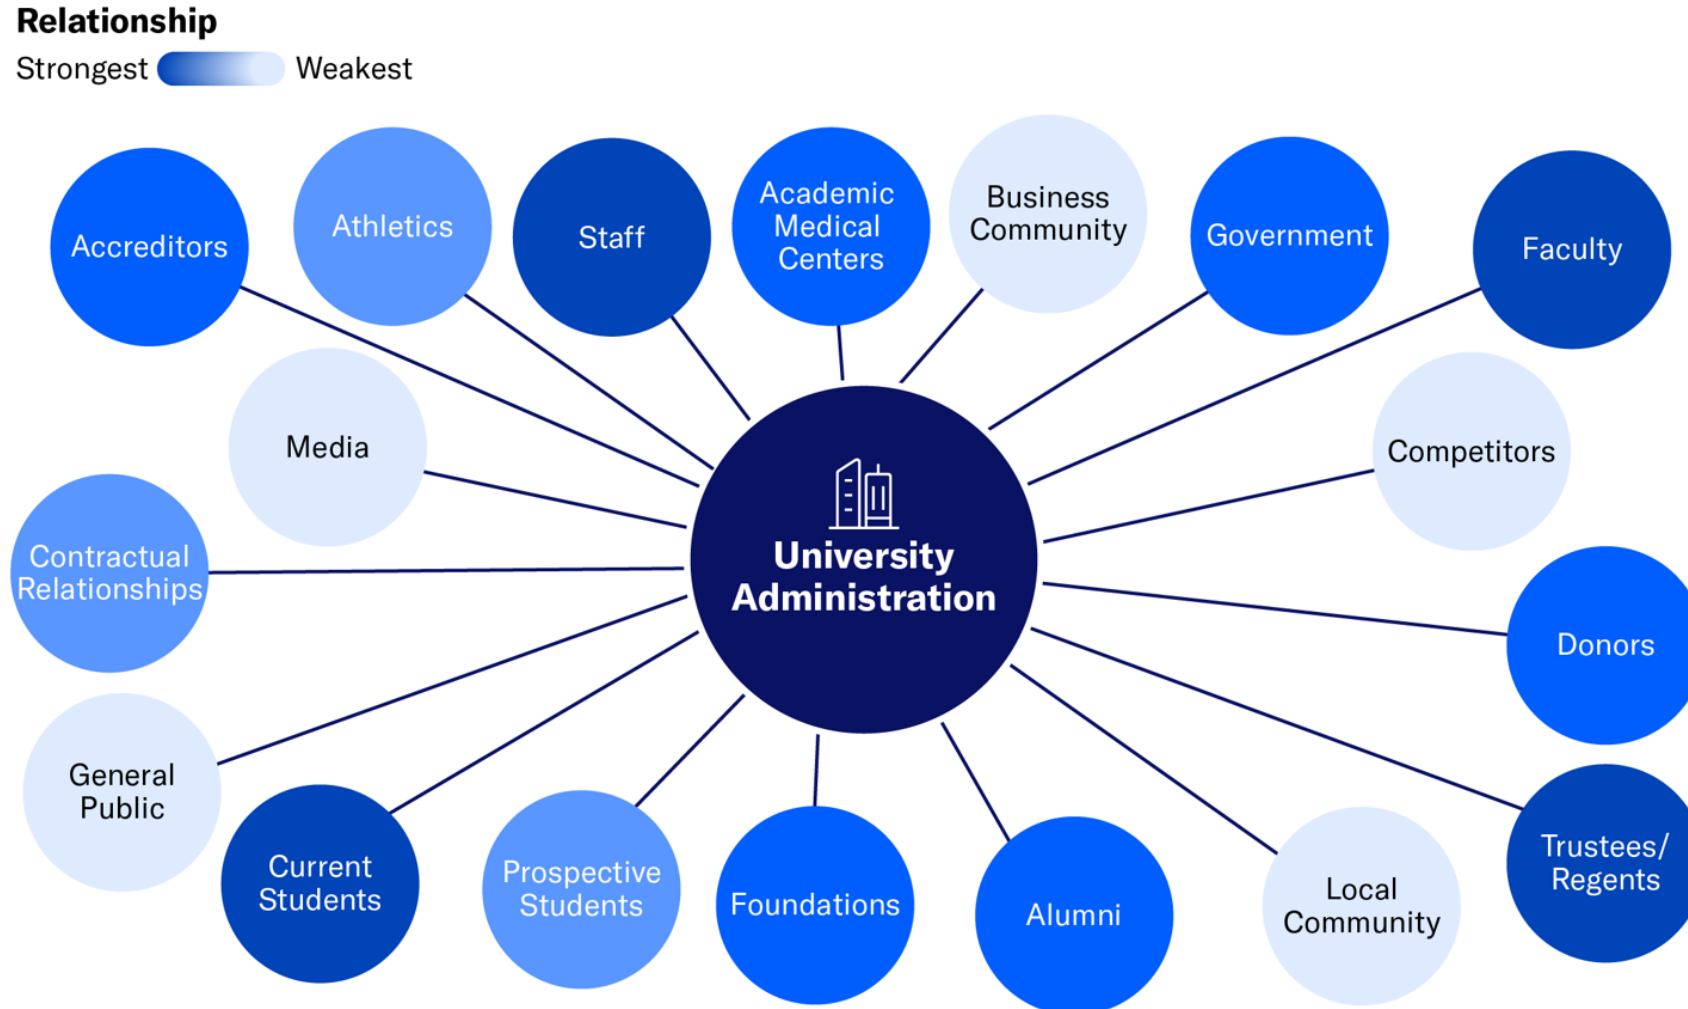 Relationship
Strongest Weakest
Accreditors
Athletics
Staff
Academic
Medical
Centers
Business
Community
Government
Faculty
Media
Competitors
Contractual
Relationships
University
Administration
Donors
General
Public
Current
Students
Prospective
Students
Foundations
Alumni
Local
Community
Trustees/
Regents